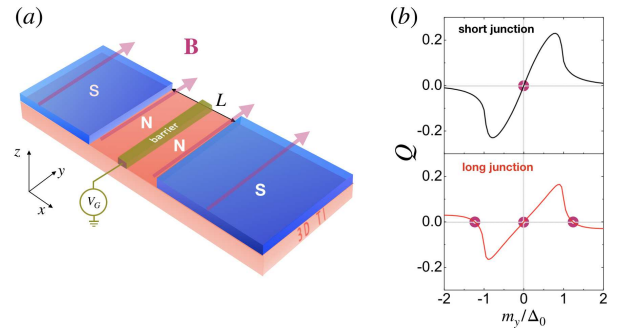 (a)
B
S
L
N
barrier
N
S
z
y
x
V_G
3D TI
(b)
0.2
short junction
0.0
-0.2
Q
long junction
0.2
0.0
-0.2
-2 -1 0 1 2
m_y/Δ_0